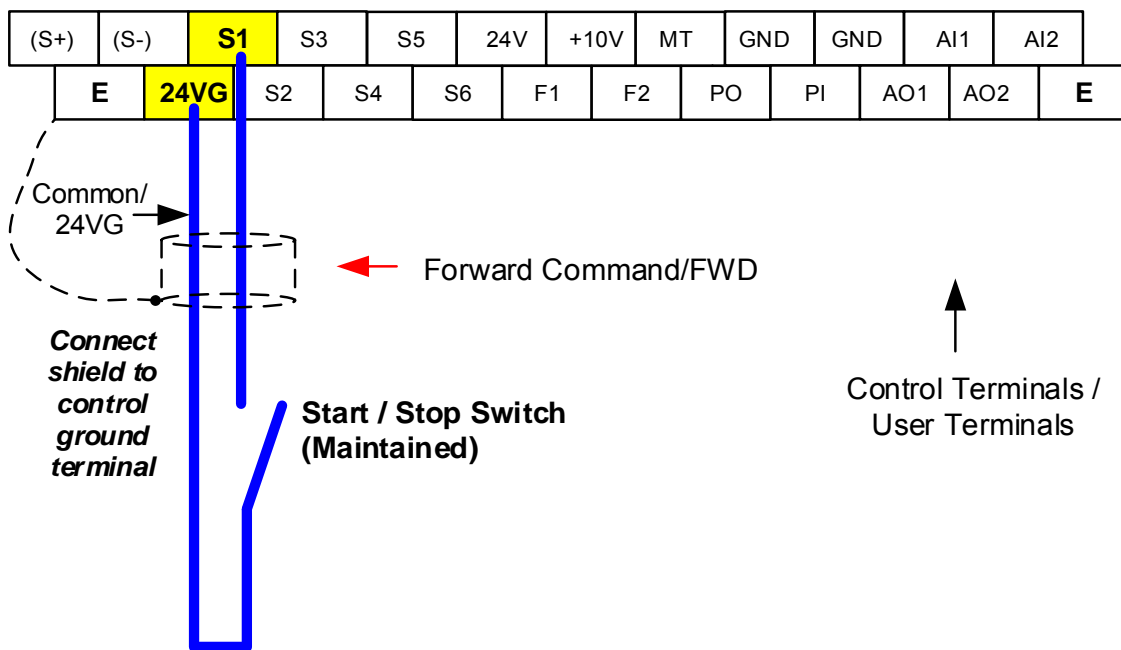 (S+) (S-) S1 S3 S5 24V +10V MT GND GND AI1 AI2
E 24VG S2 S4 S6 F1 F2 PO PI AO1 AO2 E
Common/
24VG
Forward Command/FWD
Connect
shield to
control
ground
terminal
Start / Stop Switch
(Maintained)
Control Terminals /
User Terminals